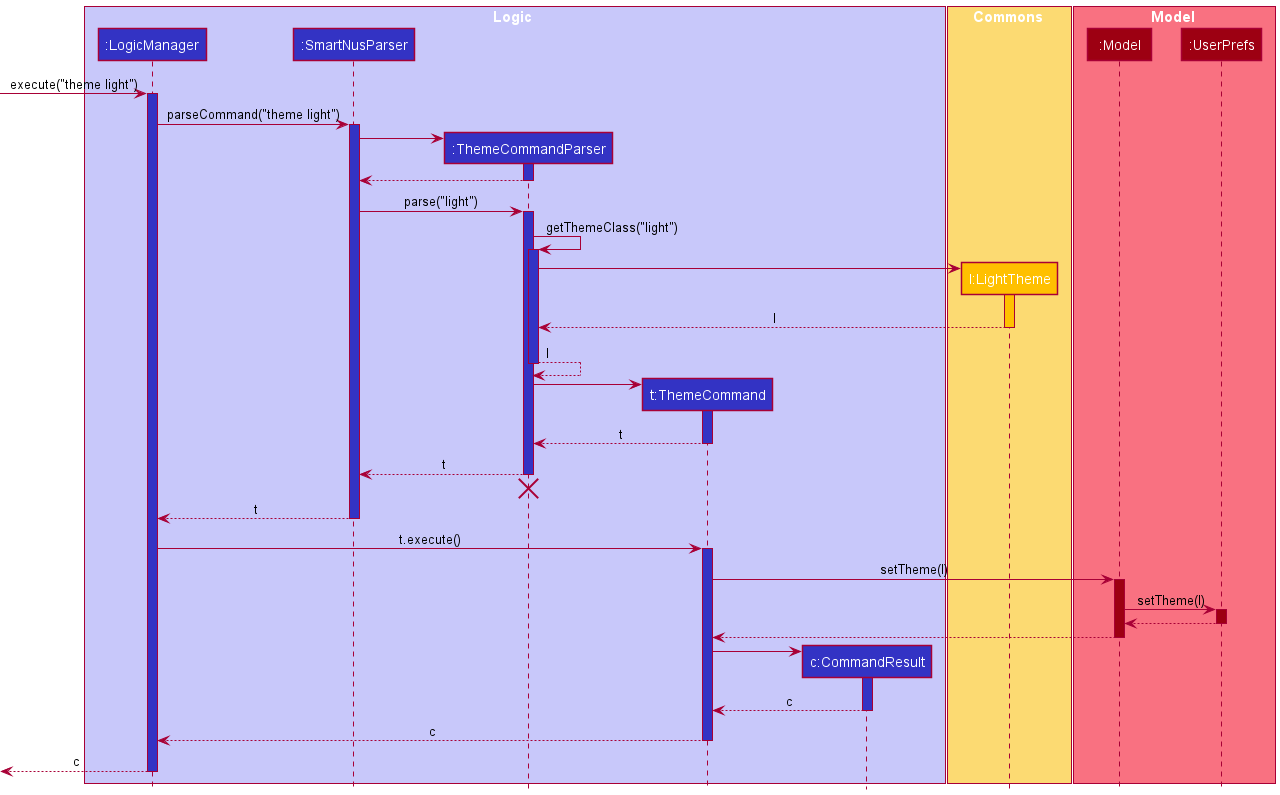 Logic
Commons
Model
:LogicManager
:SmartNusParser
:Model
:UserPrefs
execute("theme light")
parseCommand("theme light")
:ThemeCommandParser
parse("light")
getThemeClass("light")
l:LightTheme
l
l
t:ThemeCommand
t
t
t
t.execute()
setTheme(l)
setTheme(l)
c:CommandResult
c
c
c